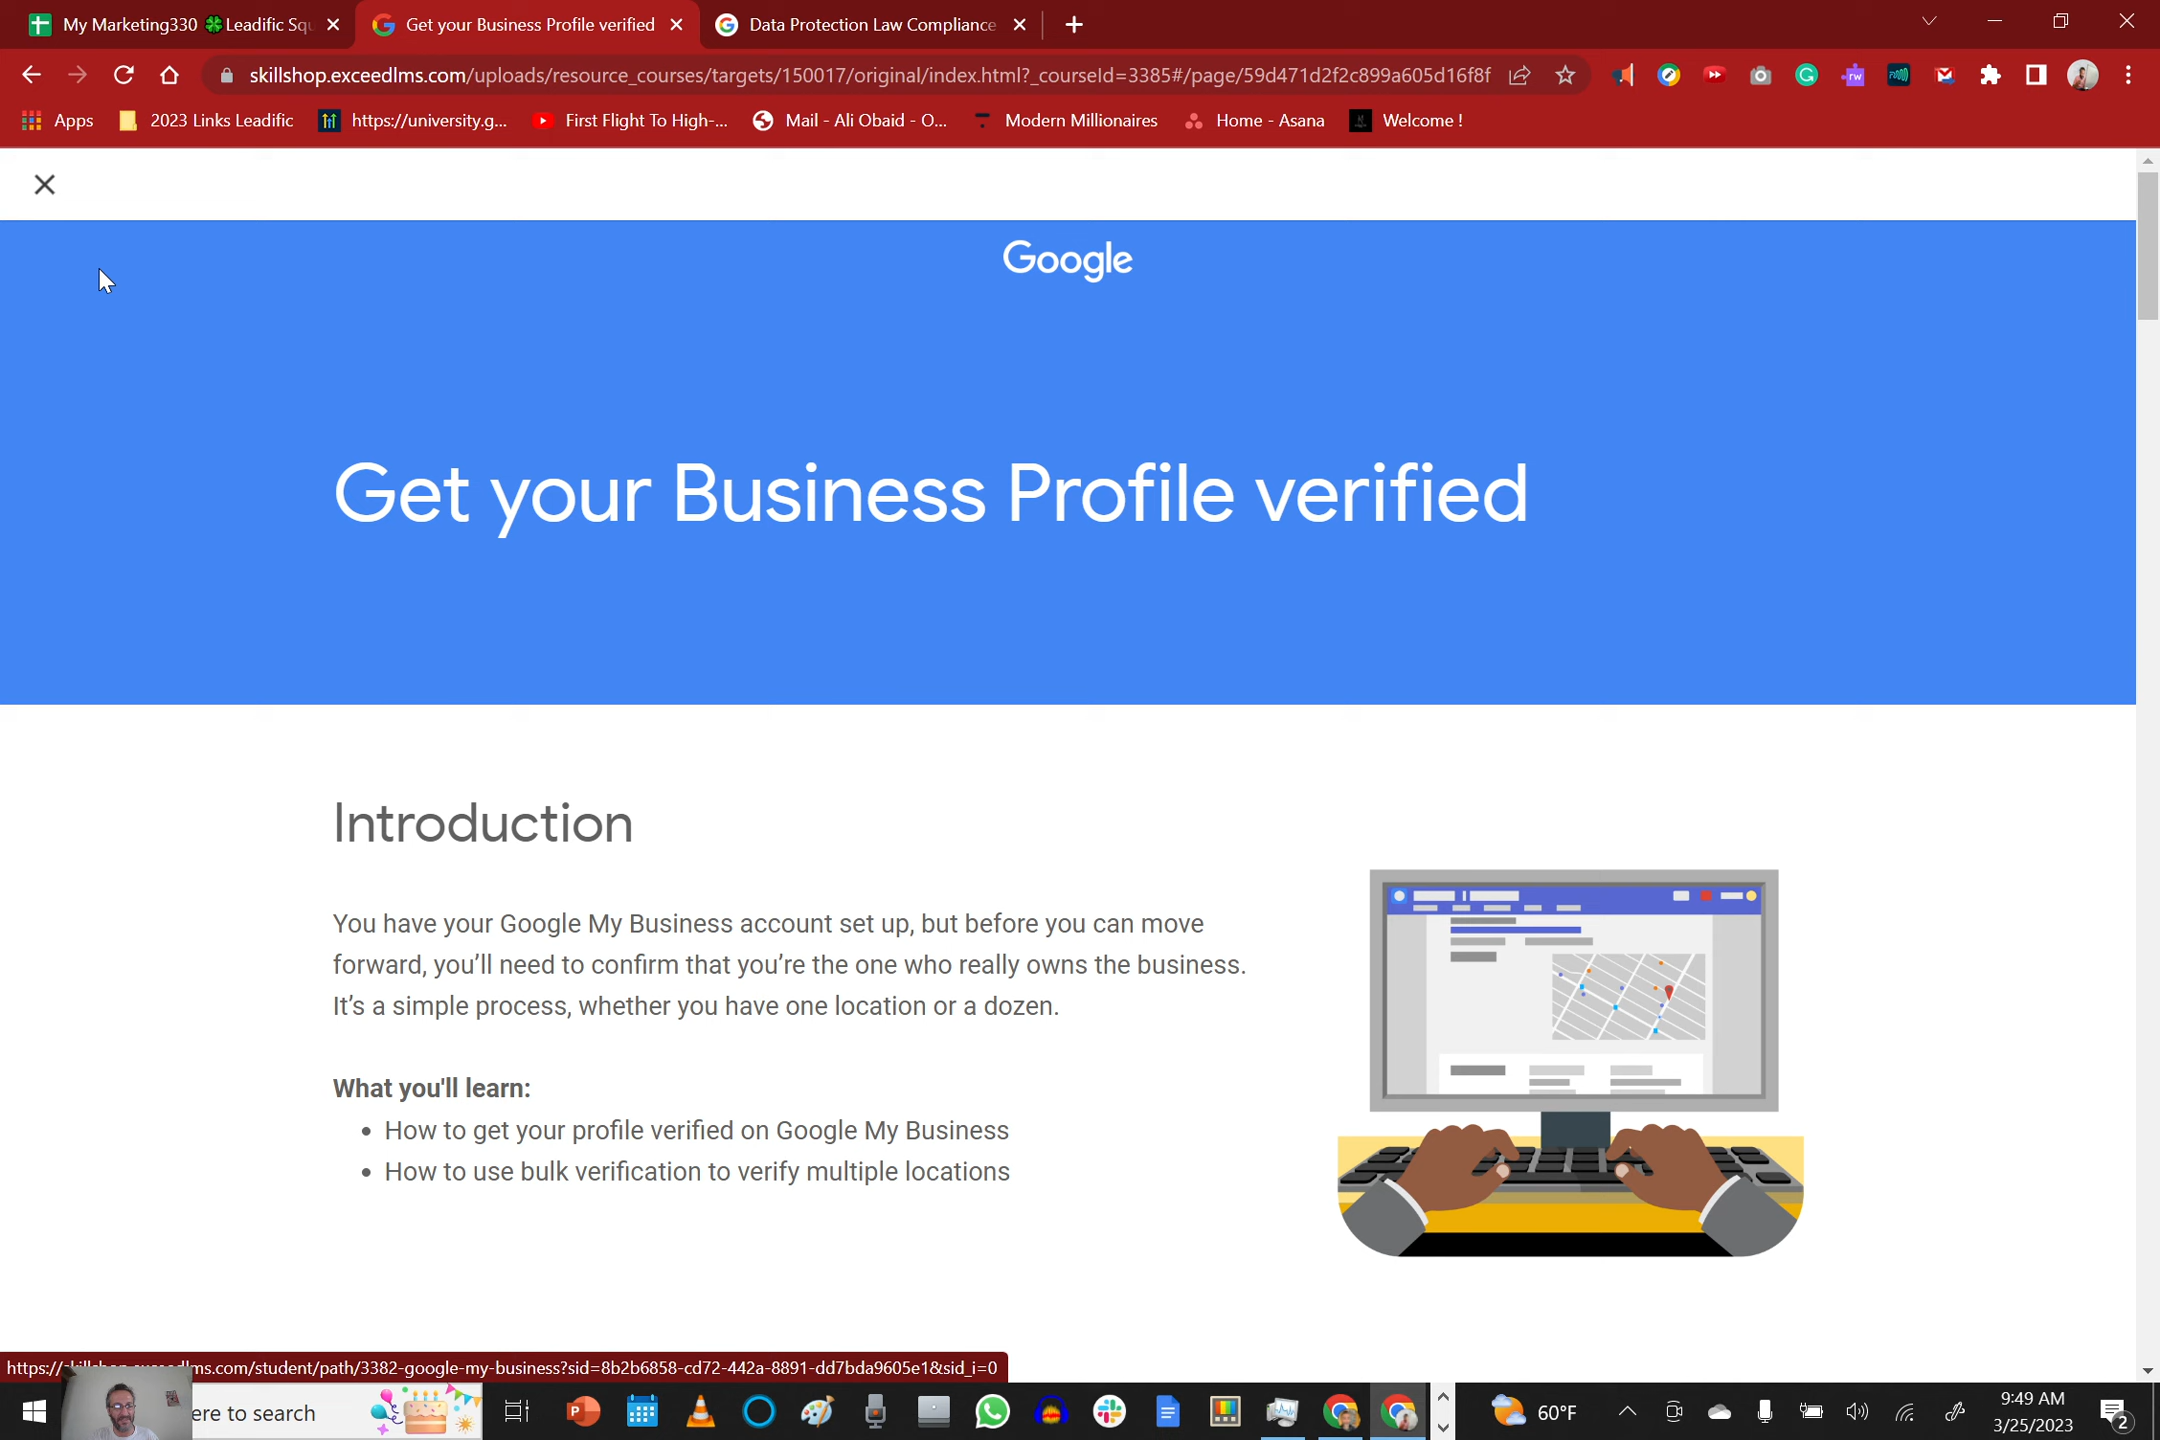 My Marketing330 🍀Leadific Squ
Get your Business Profile verified
Data Protection Law Compliance
skillshop.exceedlms.com/uploads/resource_courses/targets/150017/original/index.html?_courseId=3385#/page/59d471d2f2c899a605d16f8f
Apps
2023 Links Leadific
https://university.g...
First Flight To High-...
Mail - Ali Obaid - O...
Modern Millionaires
Home - Asana
Welcome !
Google
Get your Business Profile verified
Introduction
You have your Google My Business account set up, but before you can move
forward, you’ll need to confirm that you’re the one who really owns the business.
It’s a simple process, whether you have one location or a dozen.
What you'll learn:
• How to get your profile verified on Google My Business
• How to use bulk verification to verify multiple locations
lms.com/student/path/3382-google-my-business?sid=8b2b6858-cd72-442a-8891-dd7bda9605e1&sid_i=0
ere to search
60°F
9:49 AM
3/25/2023
2